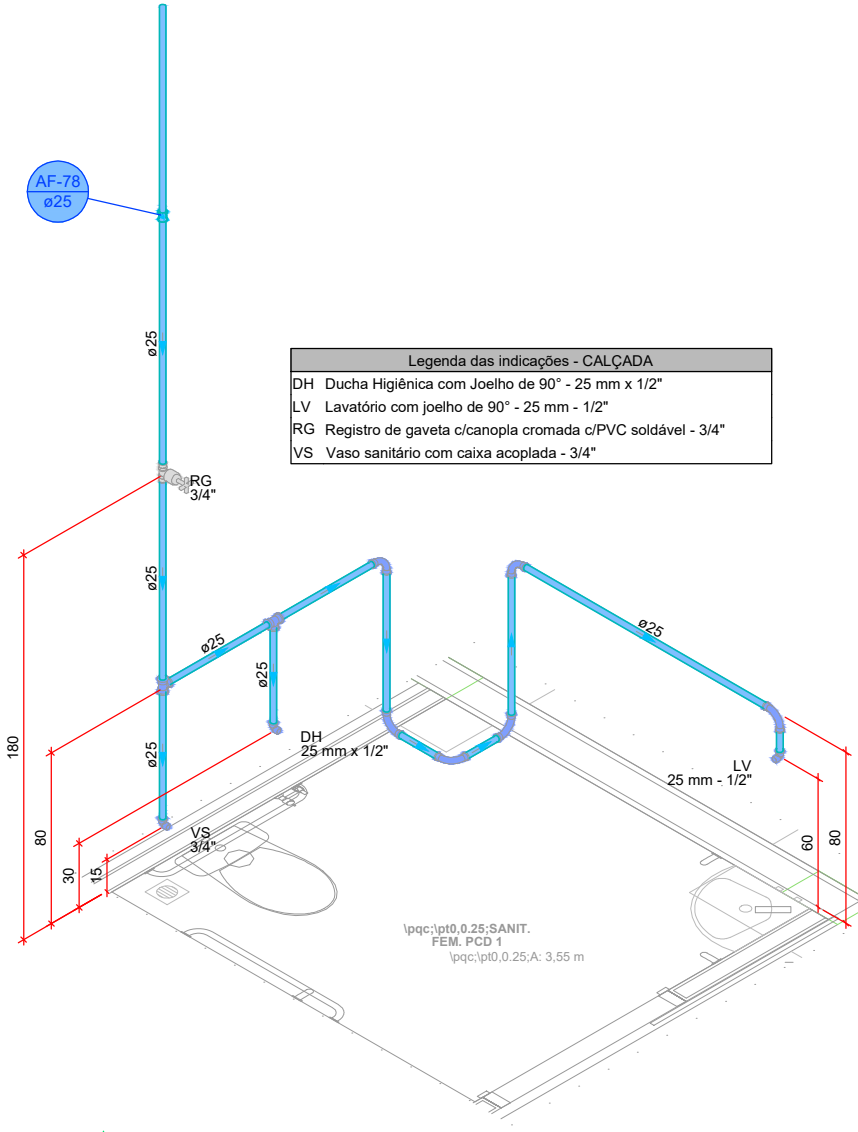 AF-78
ø25
ø25
Legenda das indicações - CALÇADA
DH Ducha Higiênica com Joelho de 90° - 25 mm x 1/2"
LV Lavatório com joelho de 90° - 25 mm - 1/2"
RG Registro de gaveta c/canopla cromada c/PVC soldável - 3/4"
VS Vaso sanitário com caixa acoplada - 3/4"
RG
3/4"
ø25
ø25
ø25
ø25
ø25
DH
25 mm x 1/2"
LV
25 mm - 1/2"
VS
3/4"
180
80
30
15
60
80
\pqc;\pt0,0.25;SANIT.
FEM. PCD 1
\pqc;\pt0,0.25;A: 3,55 m